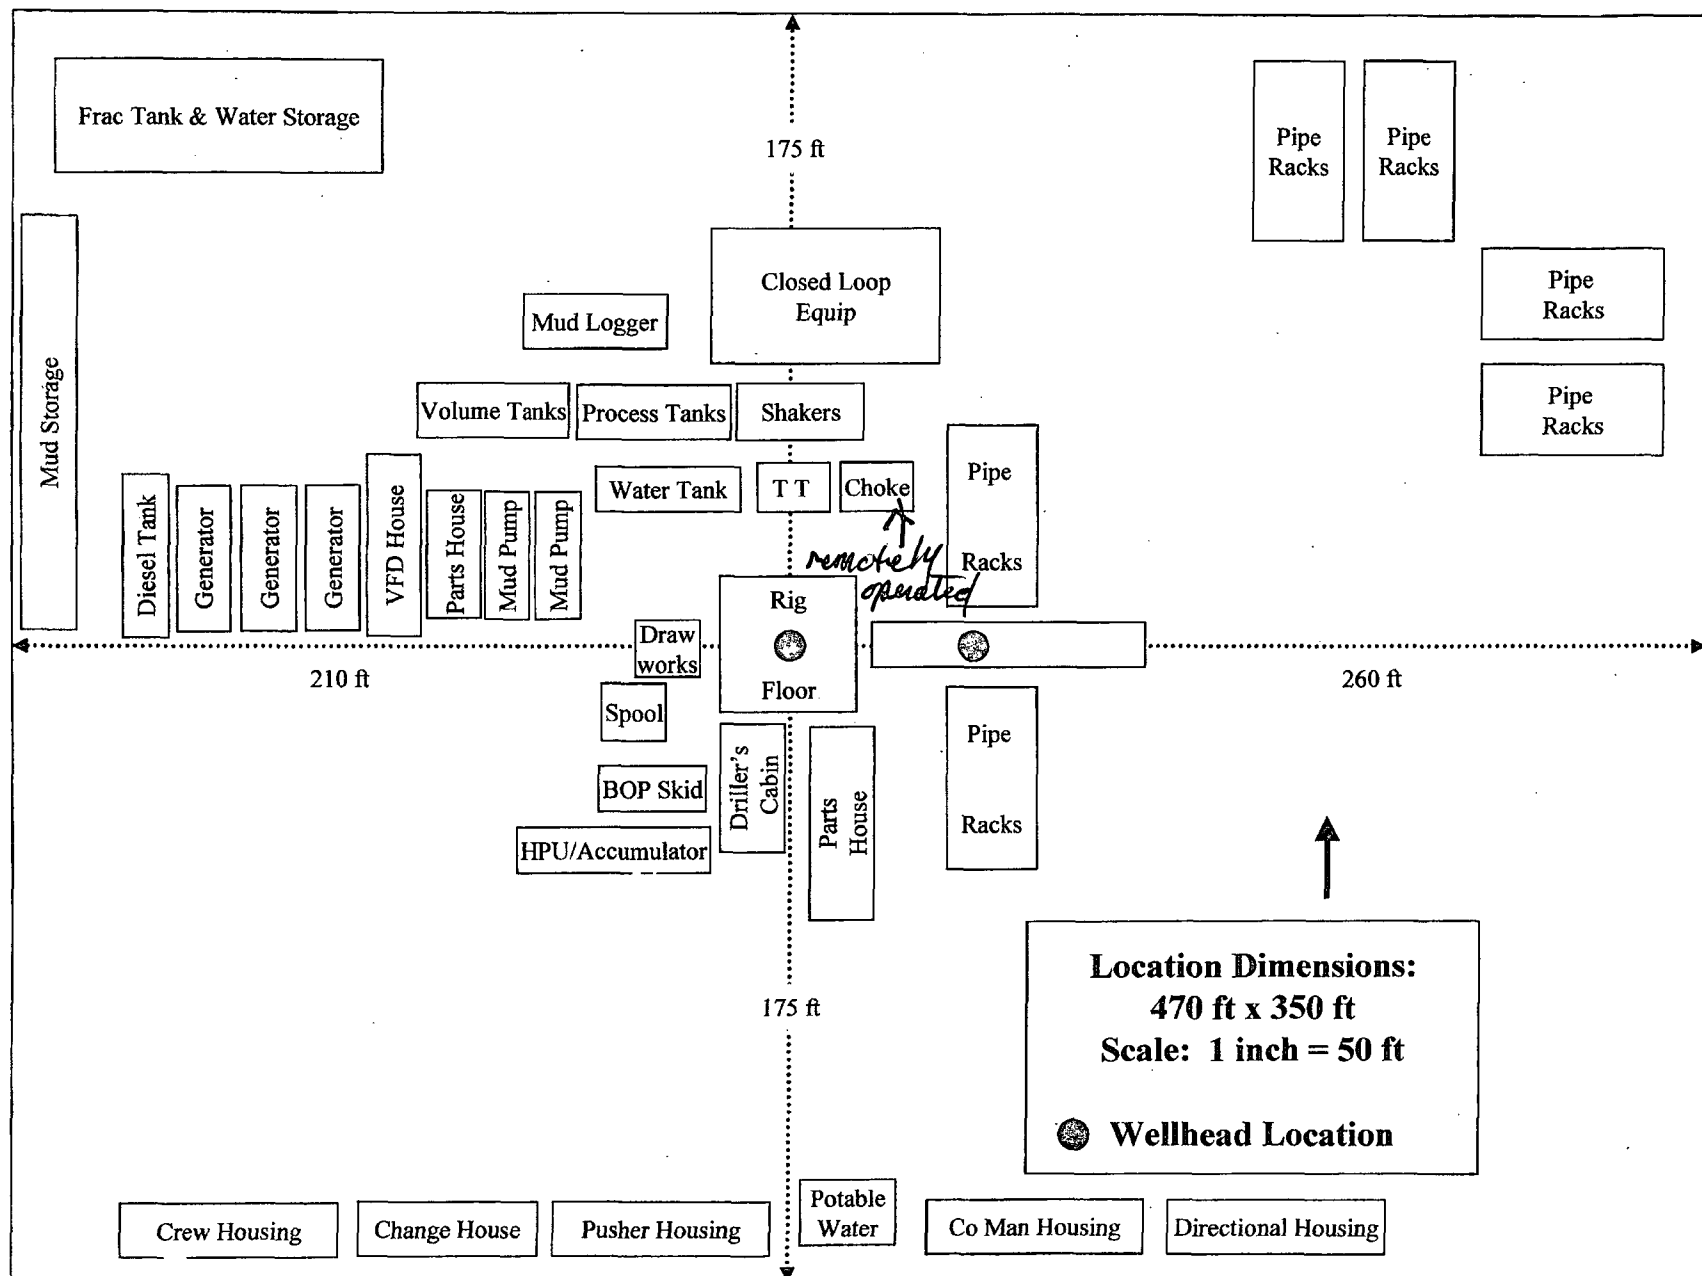 Frac Tank & Water Storage
175 ft
Pipe
Racks
Pipe
Racks
Mud Storage
Closed Loop
Equip
Pipe
Racks
Mud Logger
Volume Tanks
Process Tanks
Shakers
Pipe
Racks
Diesel Tank
Generator
Generator
Generator
VFD House
Parts House
Mud Pump
Mud Pump
Water Tank
T T
Choke
Pipe
Racks
remotely
operated
Rig
Floor
Draw
works
210 ft
260 ft
Spool
BOP Skid
HPU/Accumulator
Driller's
Cabin
Parts
House
Pipe
Racks
175 ft
Location Dimensions:
470 ft x 350 ft
Scale: 1 inch = 50 ft
Wellhead Location
Crew Housing
Change House
Pusher Housing
Potable
Water
Co Man Housing
Directional Housing